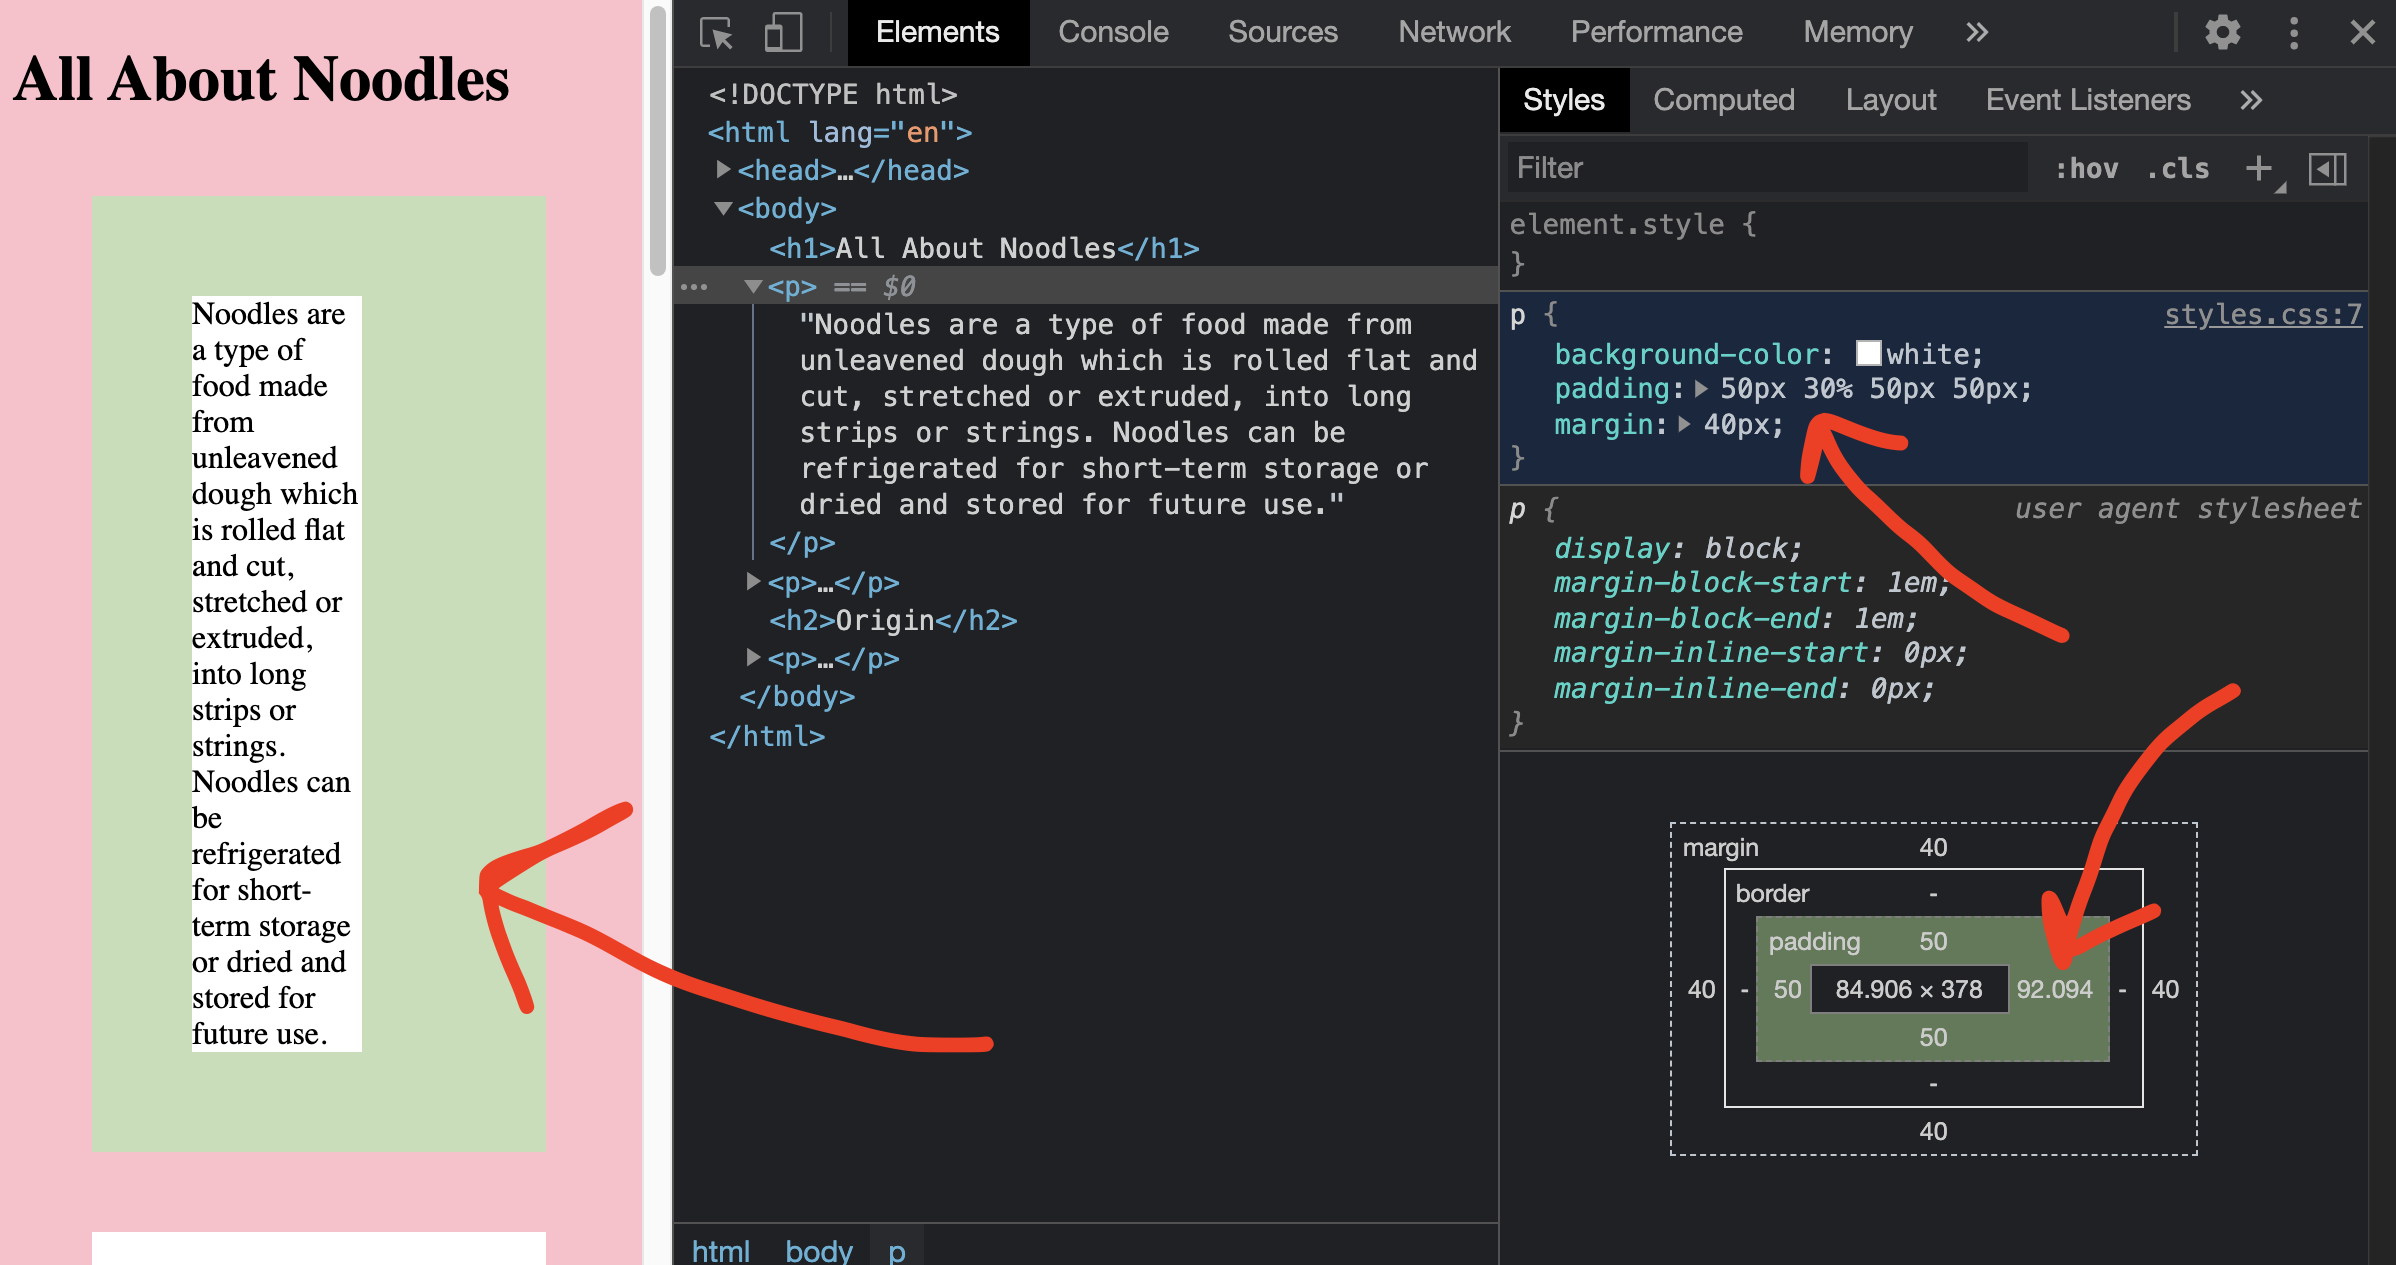 All About Noodles
Noodles are
a type of
food made
from
unleavened
dough which
is rolled flat
and cut,
stretched or
extruded,
into long
strips or
strings.
Noodles can
be
refrigerated
for short-
term storage
or dried and
stored for
future use.
Elements Console Sources Network Performance Memory »
<!DOCTYPE html>
<html lang="en">
<head>…</head>
<body>
<h1>All About Noodles</h1>
… <p> == $0
"Noodles are a type of food made from
unleavened dough which is rolled flat and
cut, stretched or extruded, into long
strips or strings. Noodles can be
refrigerated for short-term storage or
dried and stored for future use."
</p>
<p>…</p>
<h2>Origin</h2>
<p>…</p>
</body>
</html>
html body p
Styles Computed Layout Event Listeners »
Filter :hov .cls +
element.style {
}
p { styles.css:7
background-color: white;
padding: 50px 30% 50px 50px;
margin: 40px;
}
p { user agent stylesheet
display: block;
margin-block-start: 1em;
margin-block-end: 1em;
margin-inline-start: 0px;
margin-inline-end: 0px;
}
margin 40
border -
padding 50
40 - 50 84.906 × 378 92.094 - 40
50
-
40